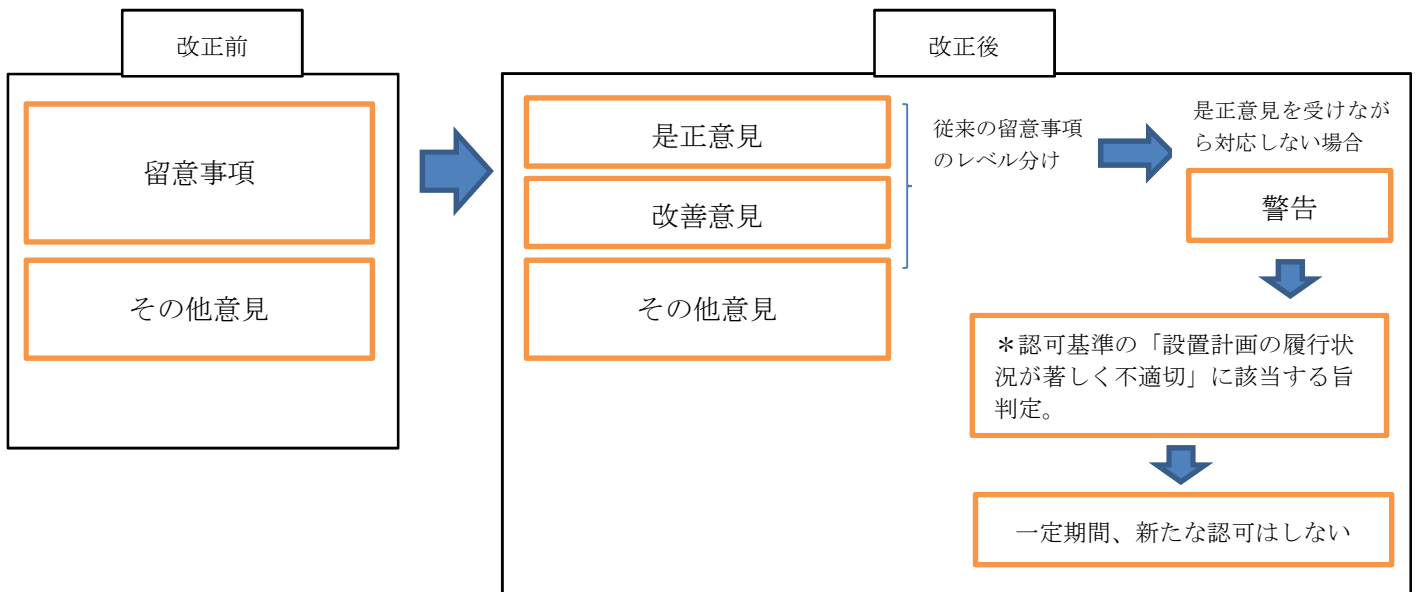 改正前
留意事項
その他意見
改正後
是正意見
改善意見
その他意見
従来の留意事項
のレベル分け
是正意見を受けなが
ら対応しない場合
警告
＊認可基準の「設置計画の履行状
況が著しく不適切」に該当する旨
判定。
一定期間、新たな認可はしない